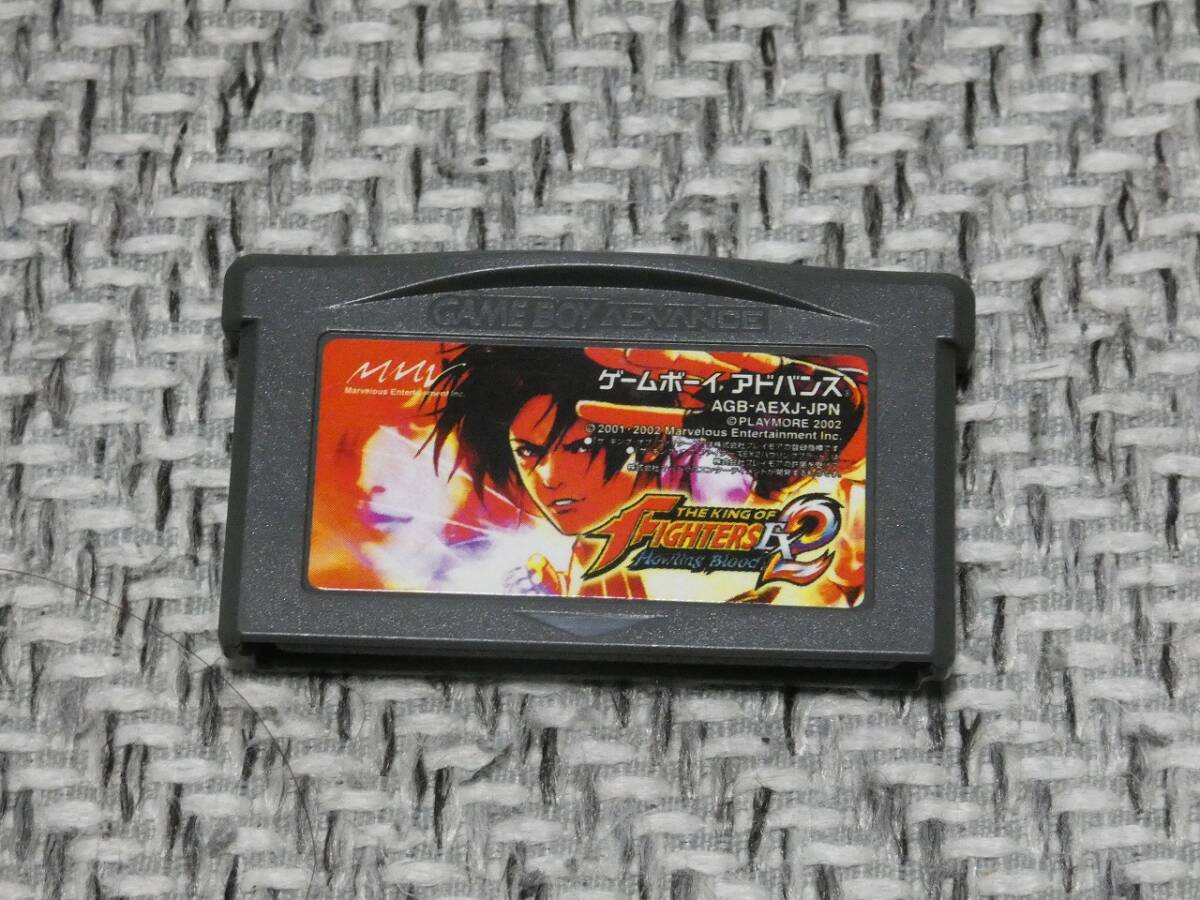 GAME BOY ADVANCE
MMV
Marvelous Entertainment Inc.
ゲームボーイ アドバンス
AGB-AEXJ-JPN
©PLAYMORE 2002
©2001・2002 Marvelous Entertainment Inc.
THE KING OF
FIGHTERS EX2
Howling Blood